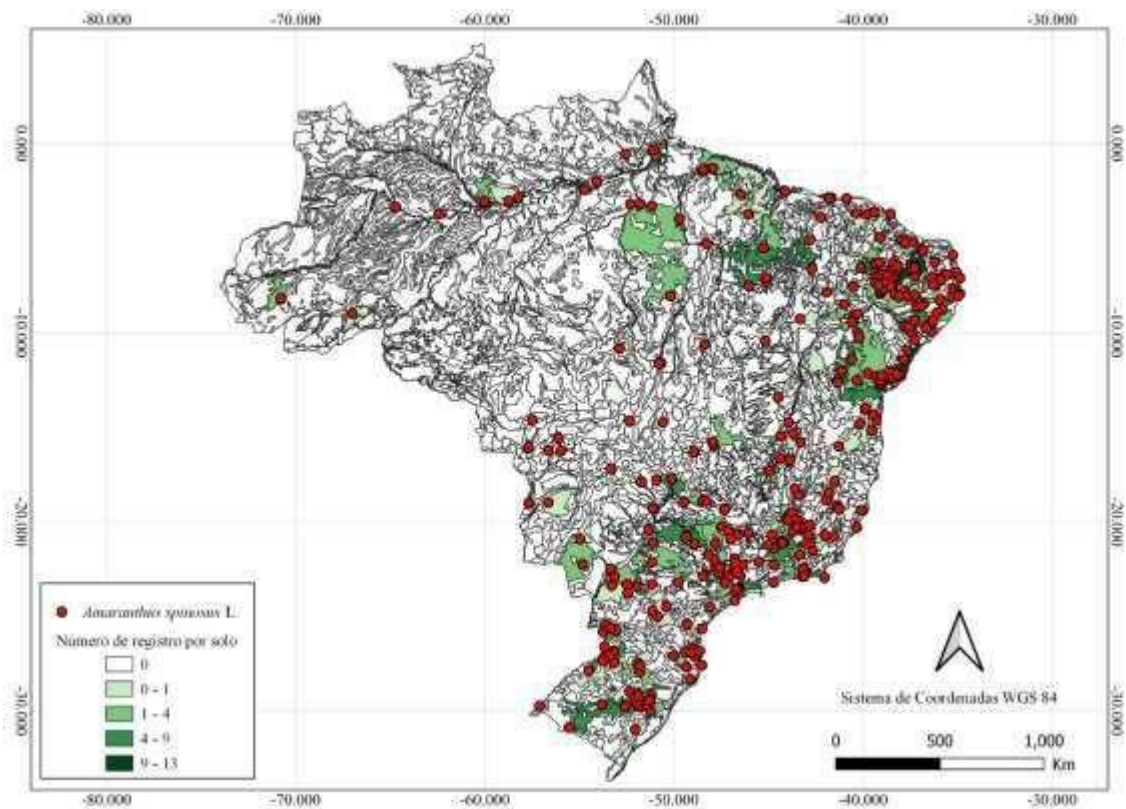 -80.000 -70.000 -60.000 -50.000 -40.000 -30.000
0.000 0.000
-10.000 -10.000
-20.000 -20.000
-30.000 -30.000
Amaranthus spinosus L.
Número de registro por solo
0
0 - 1
1 - 4
4 - 9
9 - 13
Sistema de Coordenadas WGS 84
0 500 1,000
Km
-80.000 -70.000 -60.000 -50.000 -40.000 -30.000